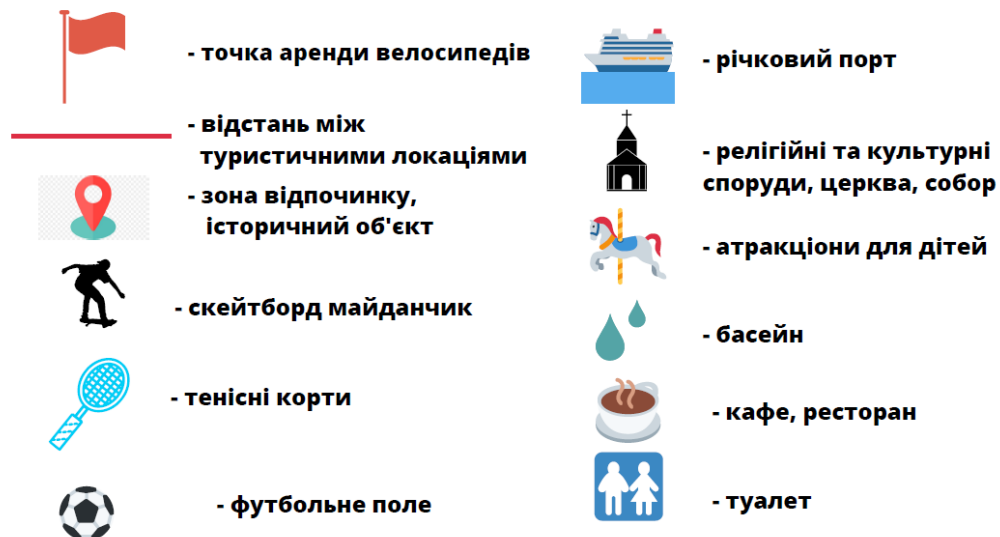 - точка аренди велосипедів
- відстань між
туристичними локаціями
- зона відпочинку,
історичний об'єкт
- скейтборд майданчик
- тенісні корти
- футбольне поле
- річковий порт
- релігійні та культурні
споруди, церква, собор
- атракціони для дітей
- басейн
- кафе, ресторан
- туалет